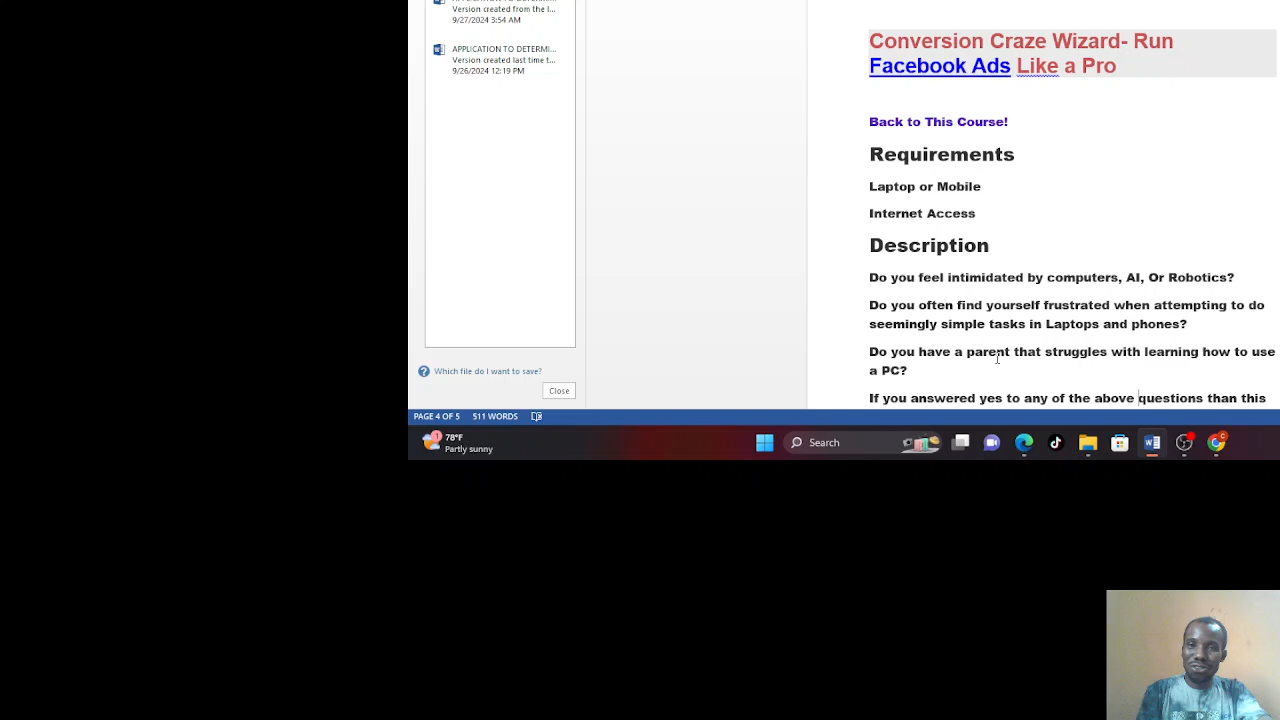 APPLICATION TO DETERMI...
Version created from the l...
9/27/2024 3:54 AM
APPLICATION TO DETERMI...
Version created last time t...
9/26/2024 12:19 PM
Which file do I want to save?
Close
Conversion Craze Wizard- Run
Facebook Ads Like a Pro
Back to This Course!
Requirements
Laptop or Mobile
Internet Access
Description
Do you feel intimidated by computers, AI, Or Robotics?
Do you often find yourself frustrated when attempting to do
seemingly simple tasks in Laptops and phones?
Do you have a parent that struggles with learning how to use
a PC?
If you answered yes to any of the above questions than this
PAGE 4 OF 5 511 WORDS
1
78°F
Partly sunny
Search